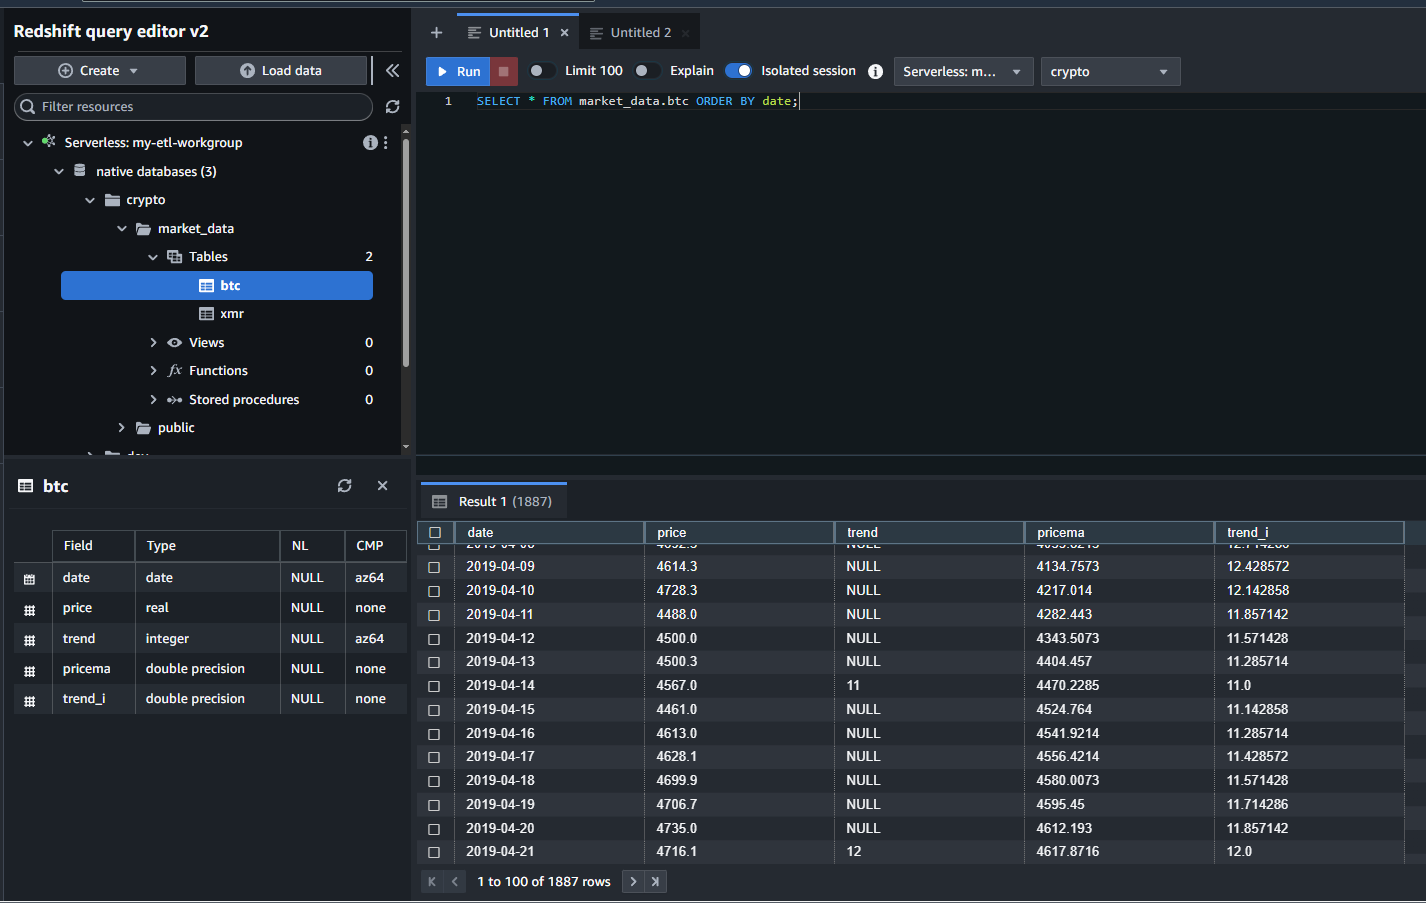 Redshift query editor v2
Create
Load data
Filter resources
Serverless: my-etl-workgroup
native databases (3)
crypto
market_data
Tables 2
btc
xmr
Views 0
fx Functions 0
Stored procedures 0
public
btc
Field Type NL CMP
date date NULL az64
price real NULL none
trend integer NULL az64
pricema double precision NULL none
trend_i double precision NULL none
Untitled 1
Untitled 2
Run
Limit 100
Explain
Isolated session
Serverless: m...
crypto
1 SELECT * FROM market_data.btc ORDER BY date;
Result 1 (1887)
date price trend pricema trend_i
2019-04-09 4614.3 NULL 4134.7573 12.428572
2019-04-10 4728.3 NULL 4217.014 12.142858
2019-04-11 4488.0 NULL 4282.443 11.857142
2019-04-12 4500.0 NULL 4343.5073 11.571428
2019-04-13 4500.3 NULL 4404.457 11.285714
2019-04-14 4567.0 11 4470.2285 11.0
2019-04-15 4461.0 NULL 4524.764 11.142858
2019-04-16 4613.0 NULL 4541.9214 11.285714
2019-04-17 4628.1 NULL 4556.4214 11.428572
2019-04-18 4699.9 NULL 4580.0073 11.571428
2019-04-19 4706.7 NULL 4595.45 11.714286
2019-04-20 4735.0 NULL 4612.193 11.857142
2019-04-21 4716.1 12 4617.8716 12.0
1 to 100 of 1887 rows